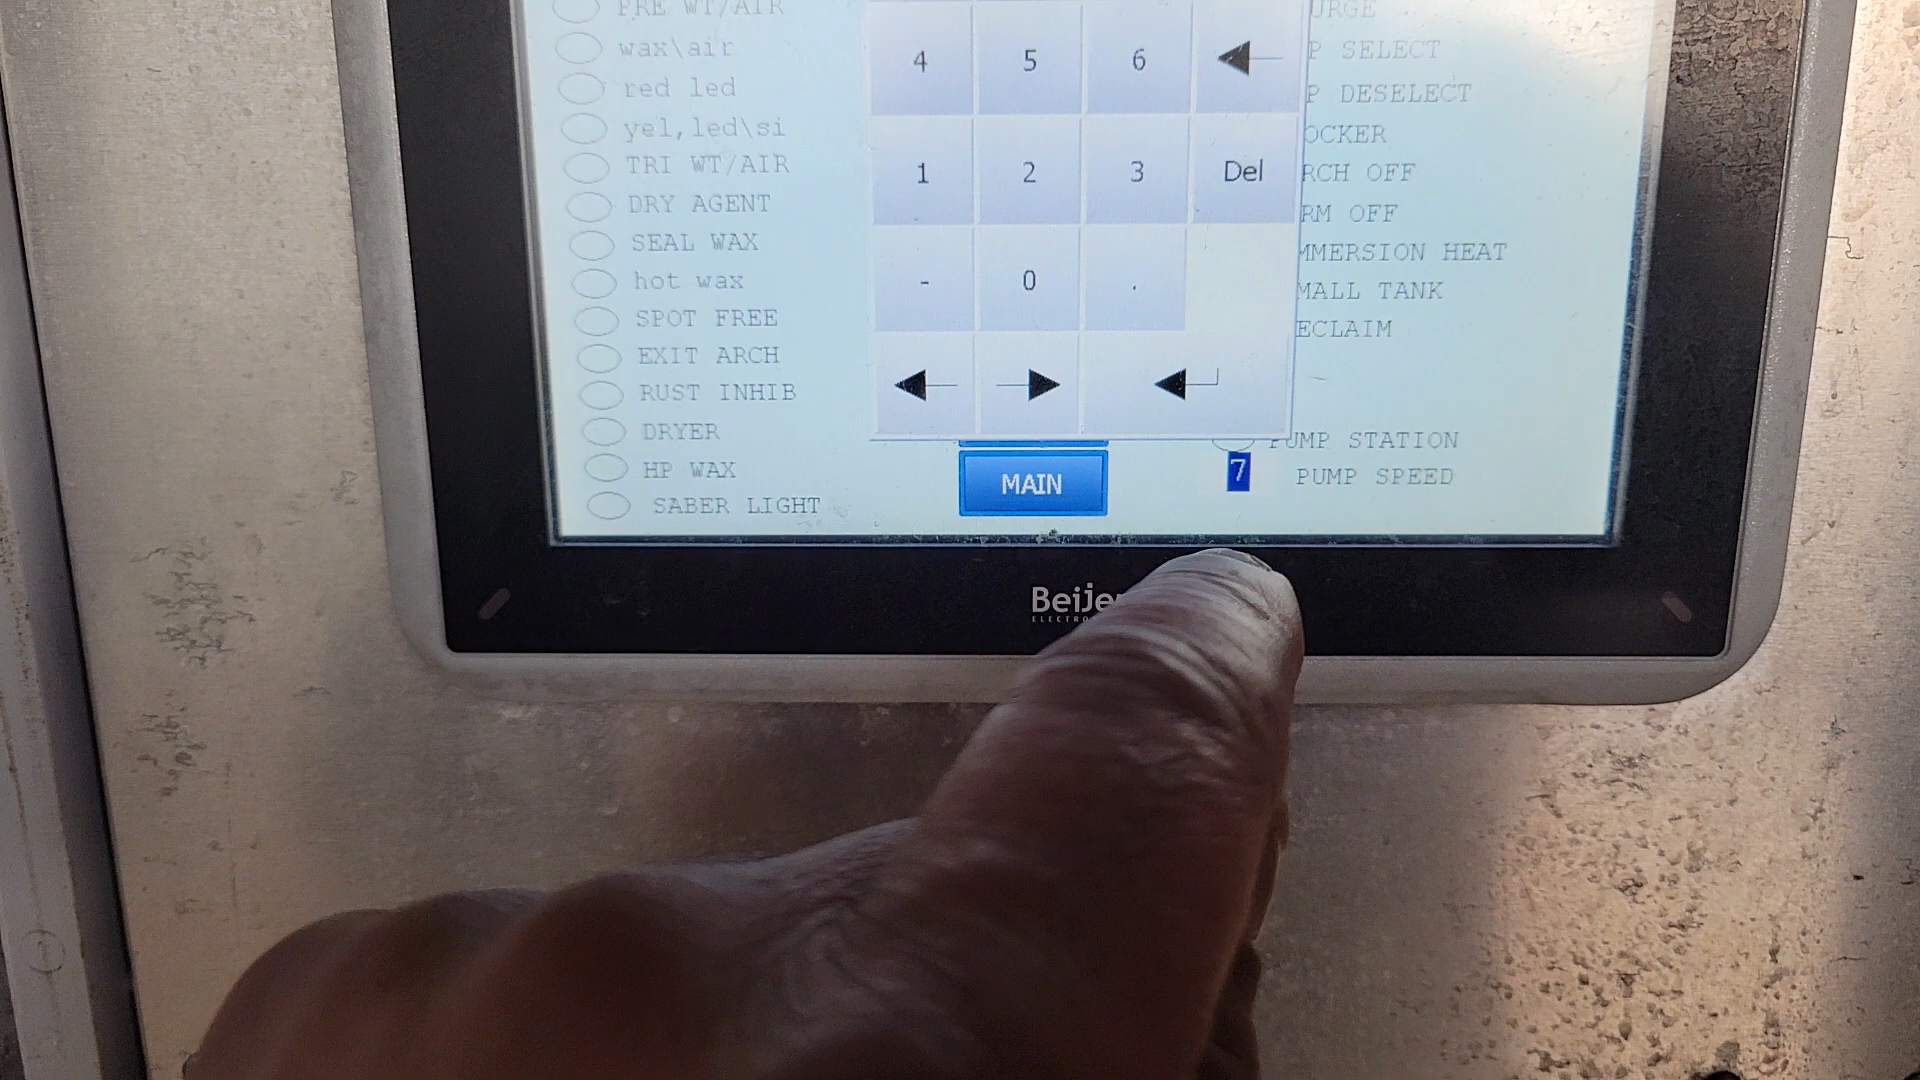 PRE WT/AIR
wax\air
red led
yel,led\si
TRI WT/AIR
DRY AGENT
SEAL WAX
hot wax
SPOT FREE
EXIT ARCH
RUST INHIB
DRYER
HP WAX
SABER LIGHT
4 5 6
1 2 3 Del
- 0 .
MAIN
URGE
P SELECT
P DESELECT
OCKER
RCH OFF
RM OFF
MMERSION HEAT
MALL TANK
ECLAIM
PUMP STATION
7 PUMP SPEED
Beije
ELECTRO